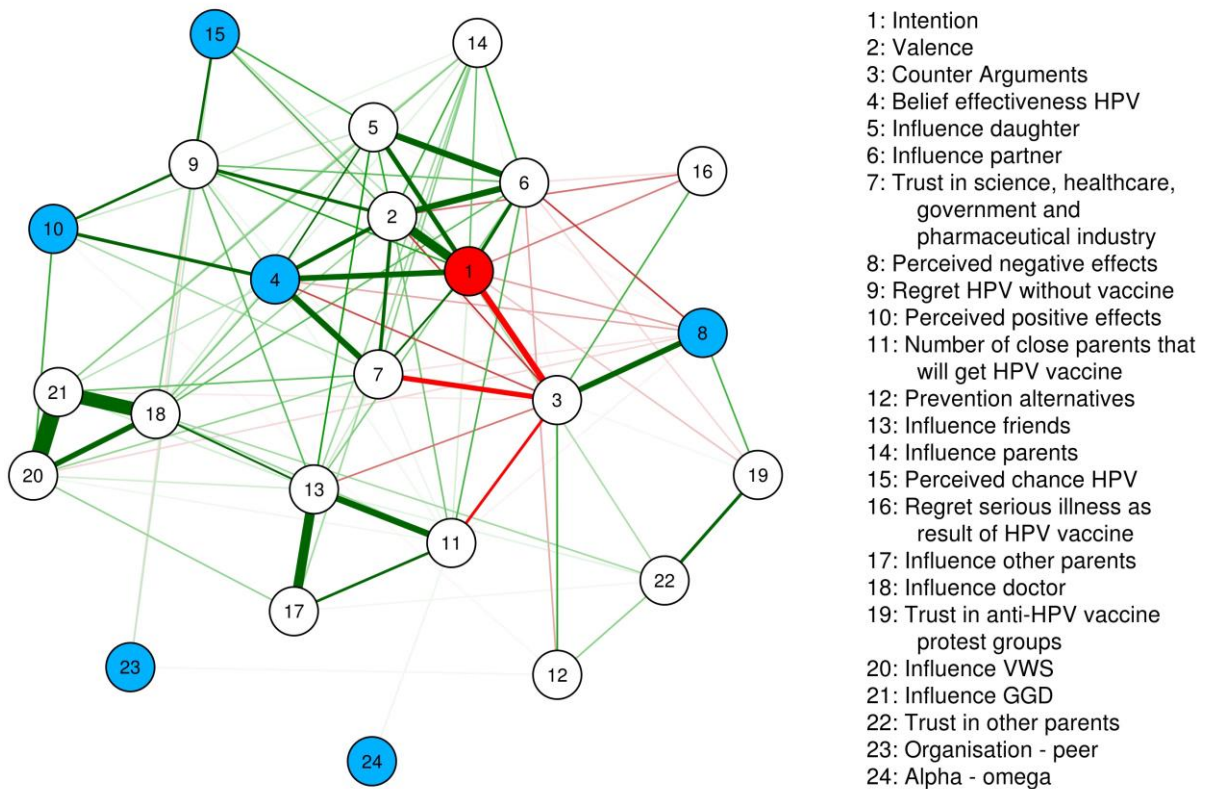 15
14
5
9
16
6
2
10
1
4
8
7
21
3
18
20
19
13
11
22
17
23
12
24
1: Intention
2: Valence
3: Counter Arguments
4: Belief effectiveness HPV
5: Influence daughter
6: Influence partner
7: Trust in science, healthcare,
government and
pharmaceutical industry
8: Perceived negative effects
9: Regret HPV without vaccine
10: Perceived positive effects
11: Number of close parents that
will get HPV vaccine
12: Prevention alternatives
13: Influence friends
14: Influence parents
15: Perceived chance HPV
16: Regret serious illness as
result of HPV vaccine
17: Influence other parents
18: Influence doctor
19: Trust in anti-HPV vaccine
protest groups
20: Influence VWS
21: Influence GGD
22: Trust in other parents
23: Organisation - peer
24: Alpha - omega